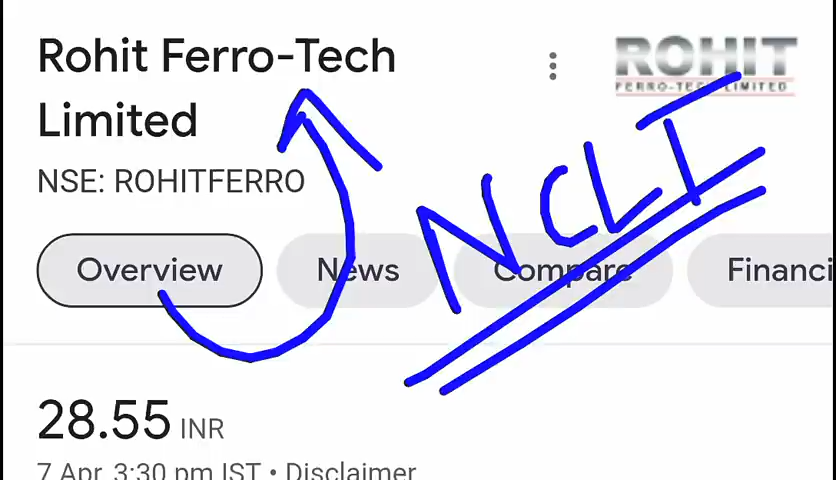 Rohit Ferro-Tech
Limited
ROHIT
FERRO-TECH LIMITED
NSE: ROHITFERRO
NCLT
Overview
News
Compare
Financi
28.55 INR
7 Apr, 3:30 pm IST • Disclaimer